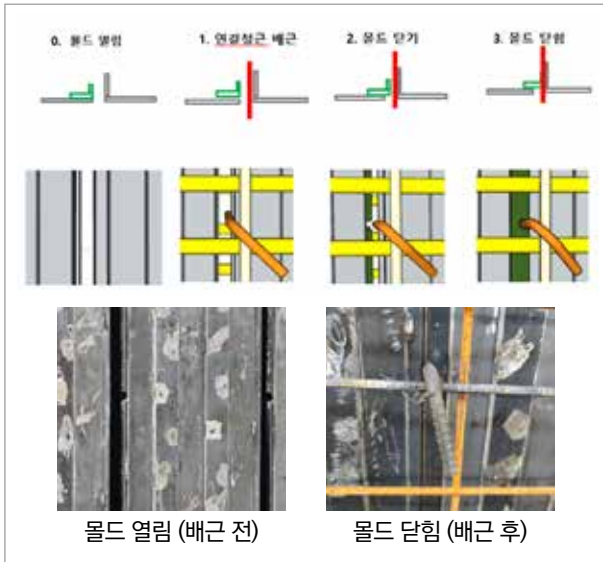 0. 몰드 열림
1. 연결철근 배근
2. 몰드 닫기
3. 몰드 닫힘
몰드 열림 (배근 전)
몰드 닫힘 (배근 후)